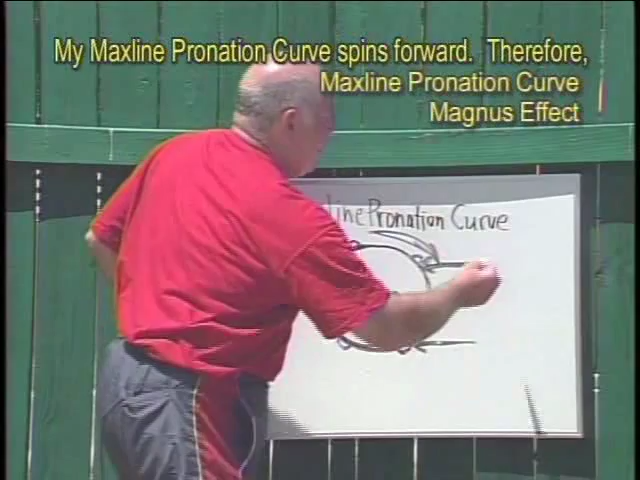 My Maxline Pronation Curve spins forward. Therefore,
Maxline Pronation Curve
Magnus Effect
line Pronation Curve